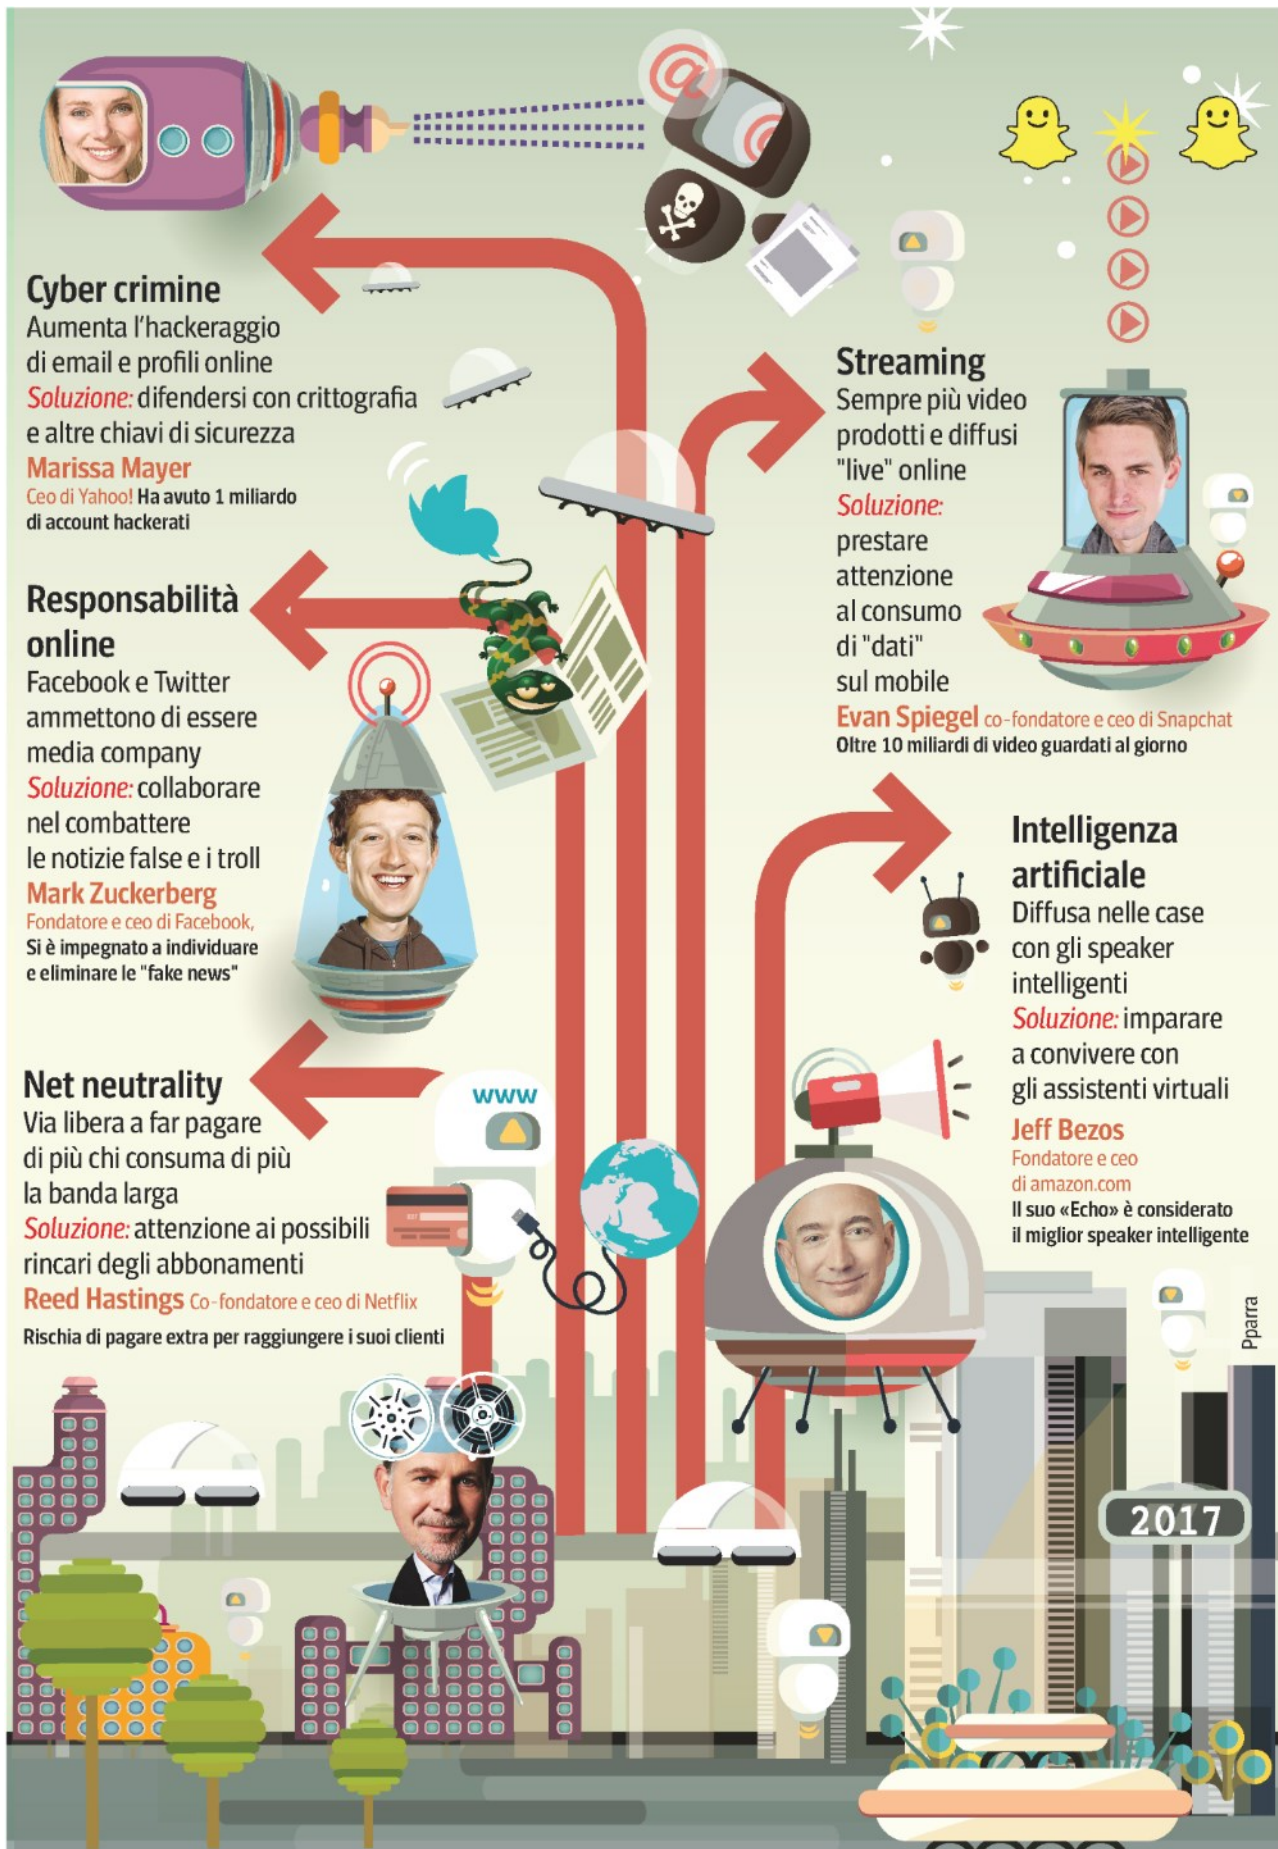 Cyber crimine
Aumenta l'hackeraggio
di email e profili online
Soluzione: difendersi con crittografia
e altre chiavi di sicurezza
Marissa Mayer
Ceo di Yahoo! Ha avuto 1 miliardo
di account hackerati
Streaming
Sempre più video
prodotti e diffusi
"live" online
Soluzione:
prestare
attenzione
al consumo
di "dati"
sul mobile
Evan Spiegel co-fondatore e ceo di Snapchat
Oltre 10 miliardi di video guardati al giorno
Responsabilità
online
Facebook e Twitter
ammettono di essere
media company
Soluzione: collaborare
nel combattere
le notizie false e i troll
Mark Zuckerberg
Fondatore e ceo di Facebook,
Si è impegnato a individuare
e eliminare le "fake news"
Intelligenza
artificiale
Diffusa nelle case
con gli speaker
intelligenti
Soluzione: imparare
a convivere con
gli assistenti virtuali
Jeff Bezos
Fondatore e ceo
di amazon.com
Il suo «Echo» è considerato
il miglior speaker intelligente
Net neutrality
Via libera a far pagare
di più chi consuma di più
la banda larga
Soluzione: attenzione ai possibili
rincari degli abbonamenti
Reed Hastings Co-fondatore e ceo di Netflix
Rischia di pagare extra per raggiungere i suoi clienti
www
@
Pparra
2017